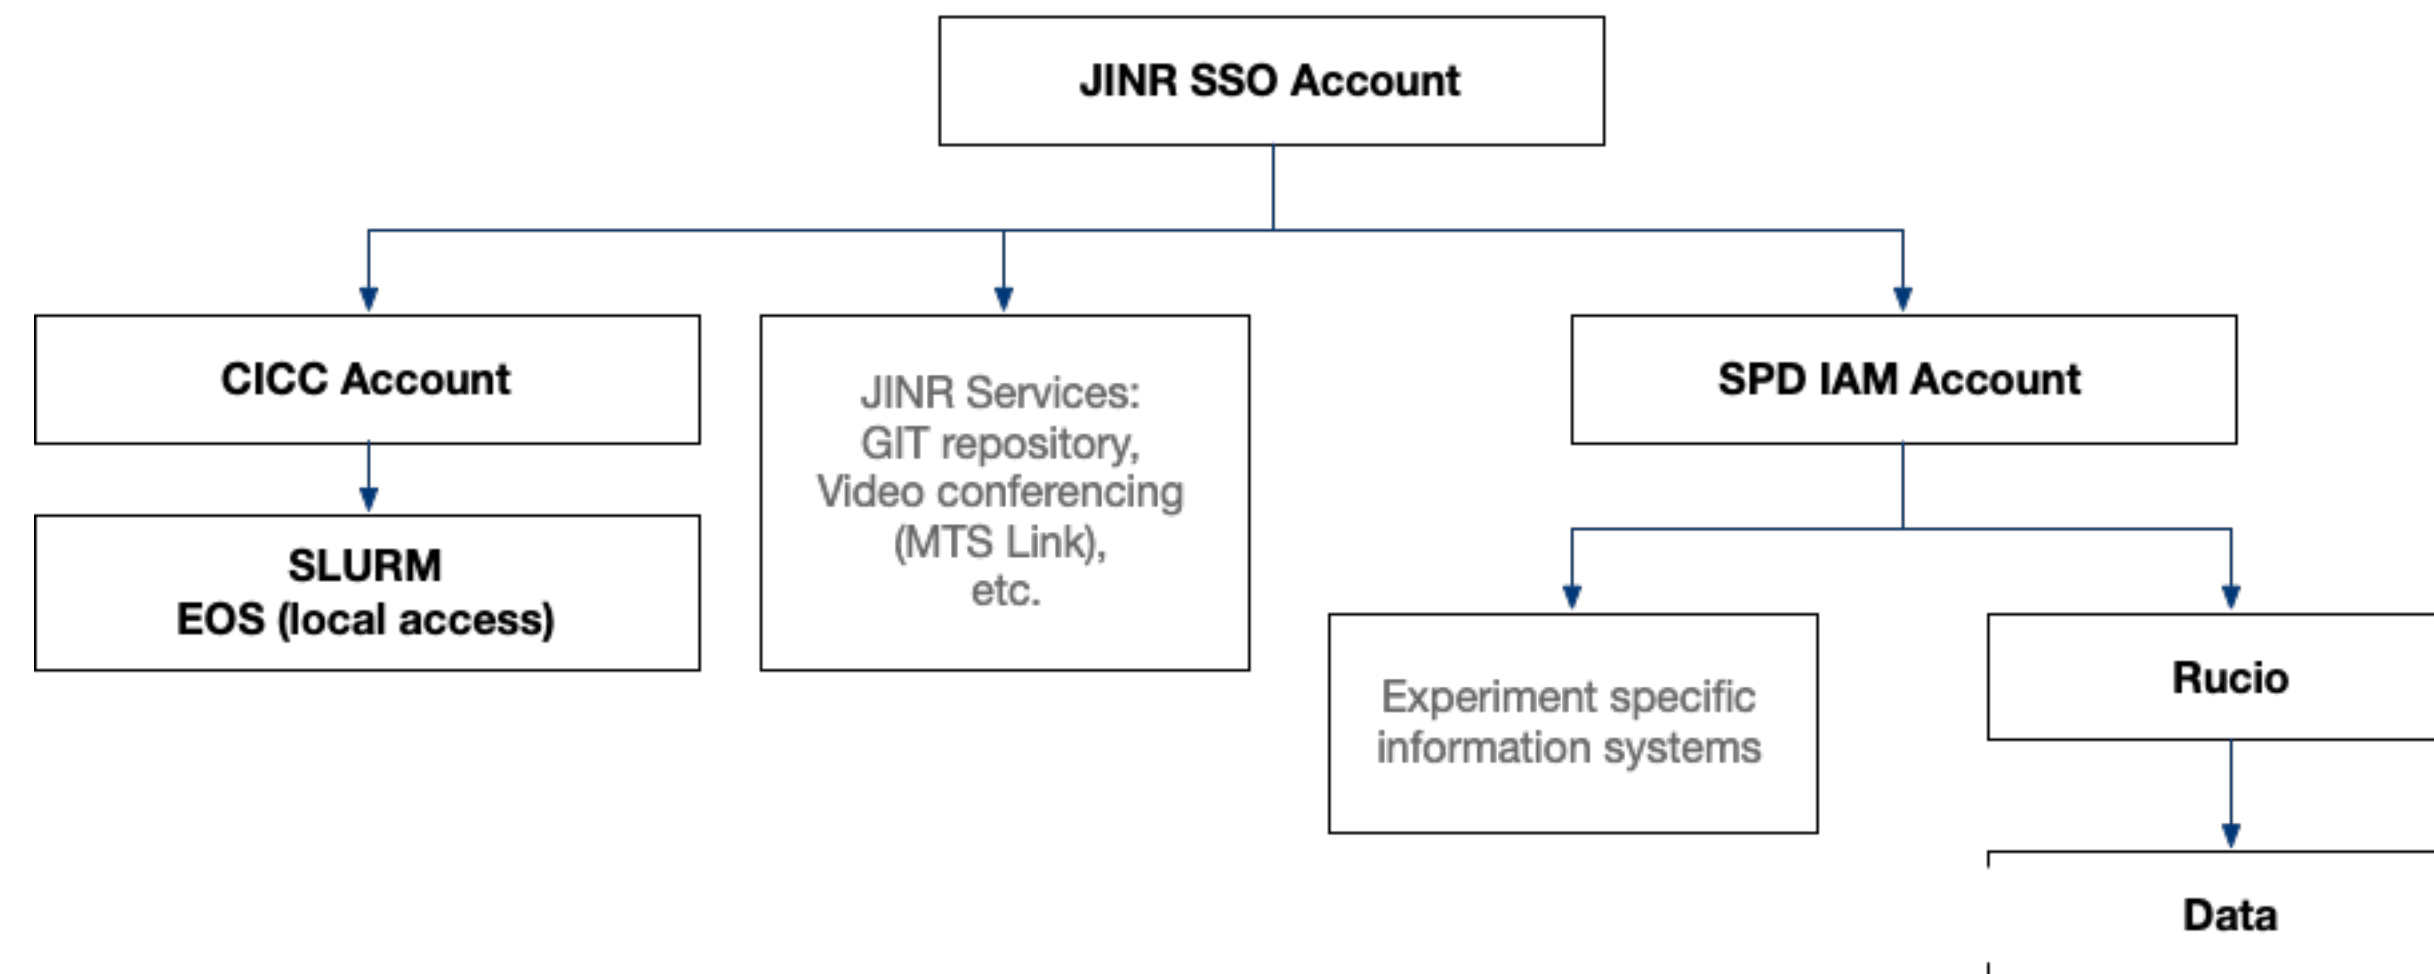 JINR SSO Account
CICC Account
JINR Services:
GIT repository,
Video conferencing
(MTS Link),
etc.
SPD IAM Account
SLURM
EOS (local access)
Experiment specific
information systems
Rucio
Data